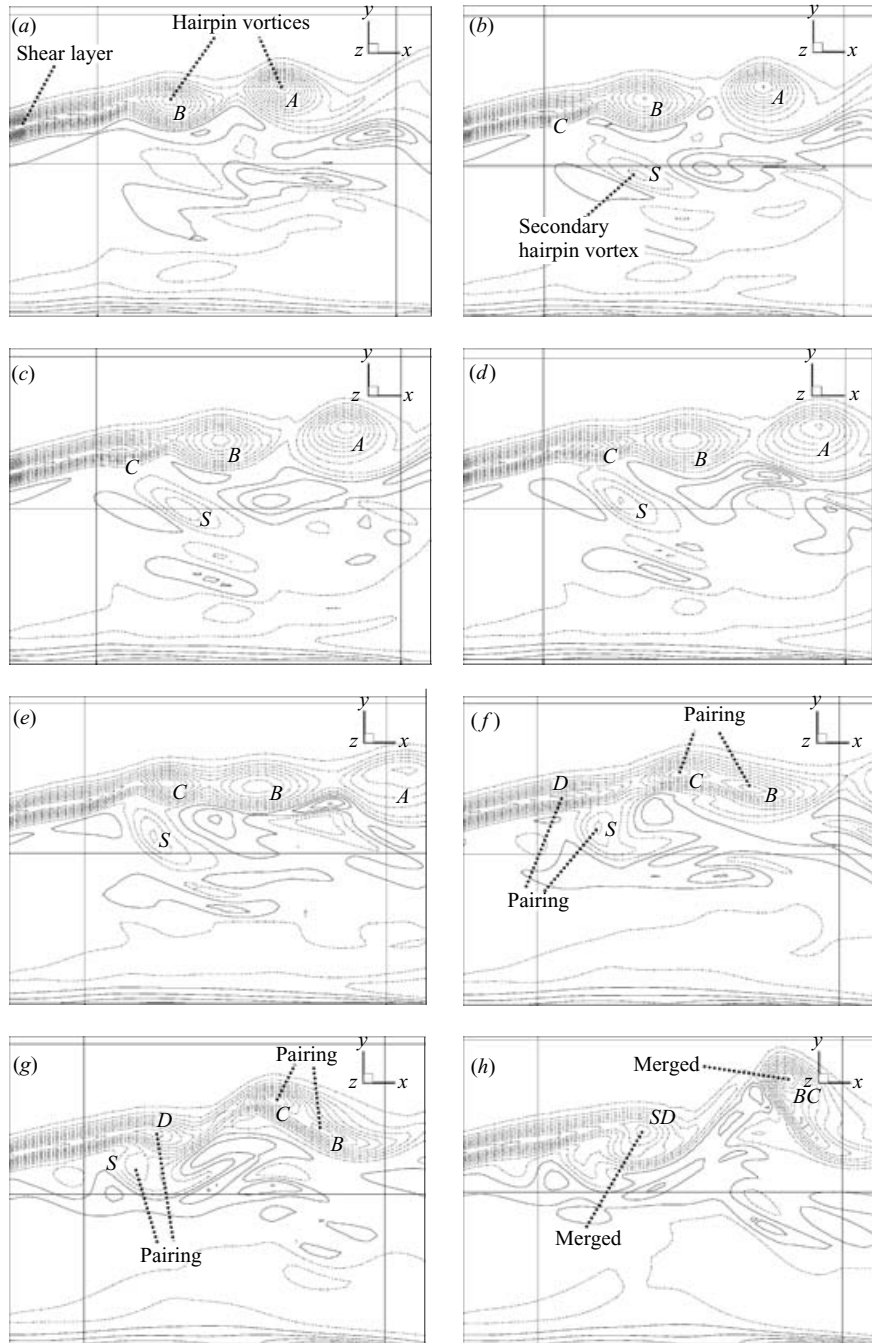 (a)
Hairpin vortices
Shear layer
B
A
y
z
x
(b)
C
B
A
S
Secondary
hairpin vortex
y
z
x
(c)
C
B
A
S
y
z
x
(d)
C
B
A
S
y
z
x
(e)
C
B
A
S
y
z
x
(f)
Pairing
D
C
B
S
Pairing
y
z
x
(g)
Pairing
D
C
B
S
Pairing
y
z
x
(h)
Merged
SD
BC
Merged
y
z
x